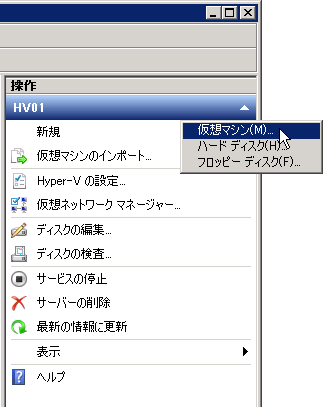 操作
HV01
新規
仮想マシン(M)...
ハード ディスク(H)...
フロッピー ディスク(F)...
仮想マシンのインポート...
Hyper-V の設定...
仮想ネットワーク マネージャー...
ディスクの編集...
ディスクの検査...
サービスの停止
サーバーの削除
最新の情報に更新
表示
ヘルプ